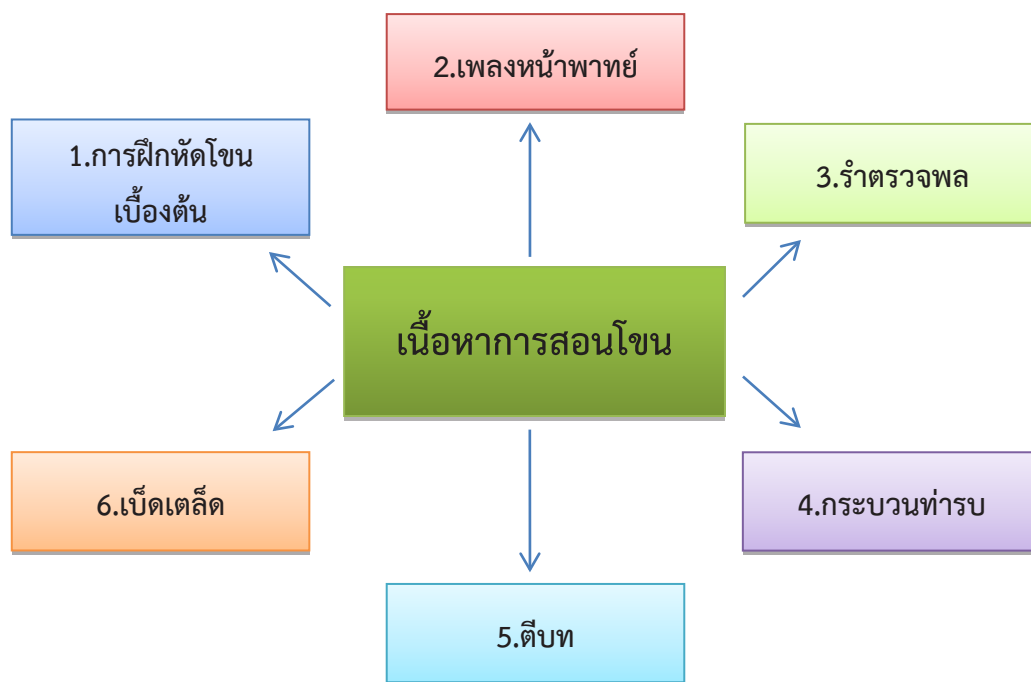 2.เพลงหน้าพาทย์
1.การฝึกหัดโขน
เบื้องต้น
3.รำตรวจพล
เนื้อหาการสอนโขน
6.เบ็ดเตล็ด
4.กระบวนท่ารบ
5.ตีบท